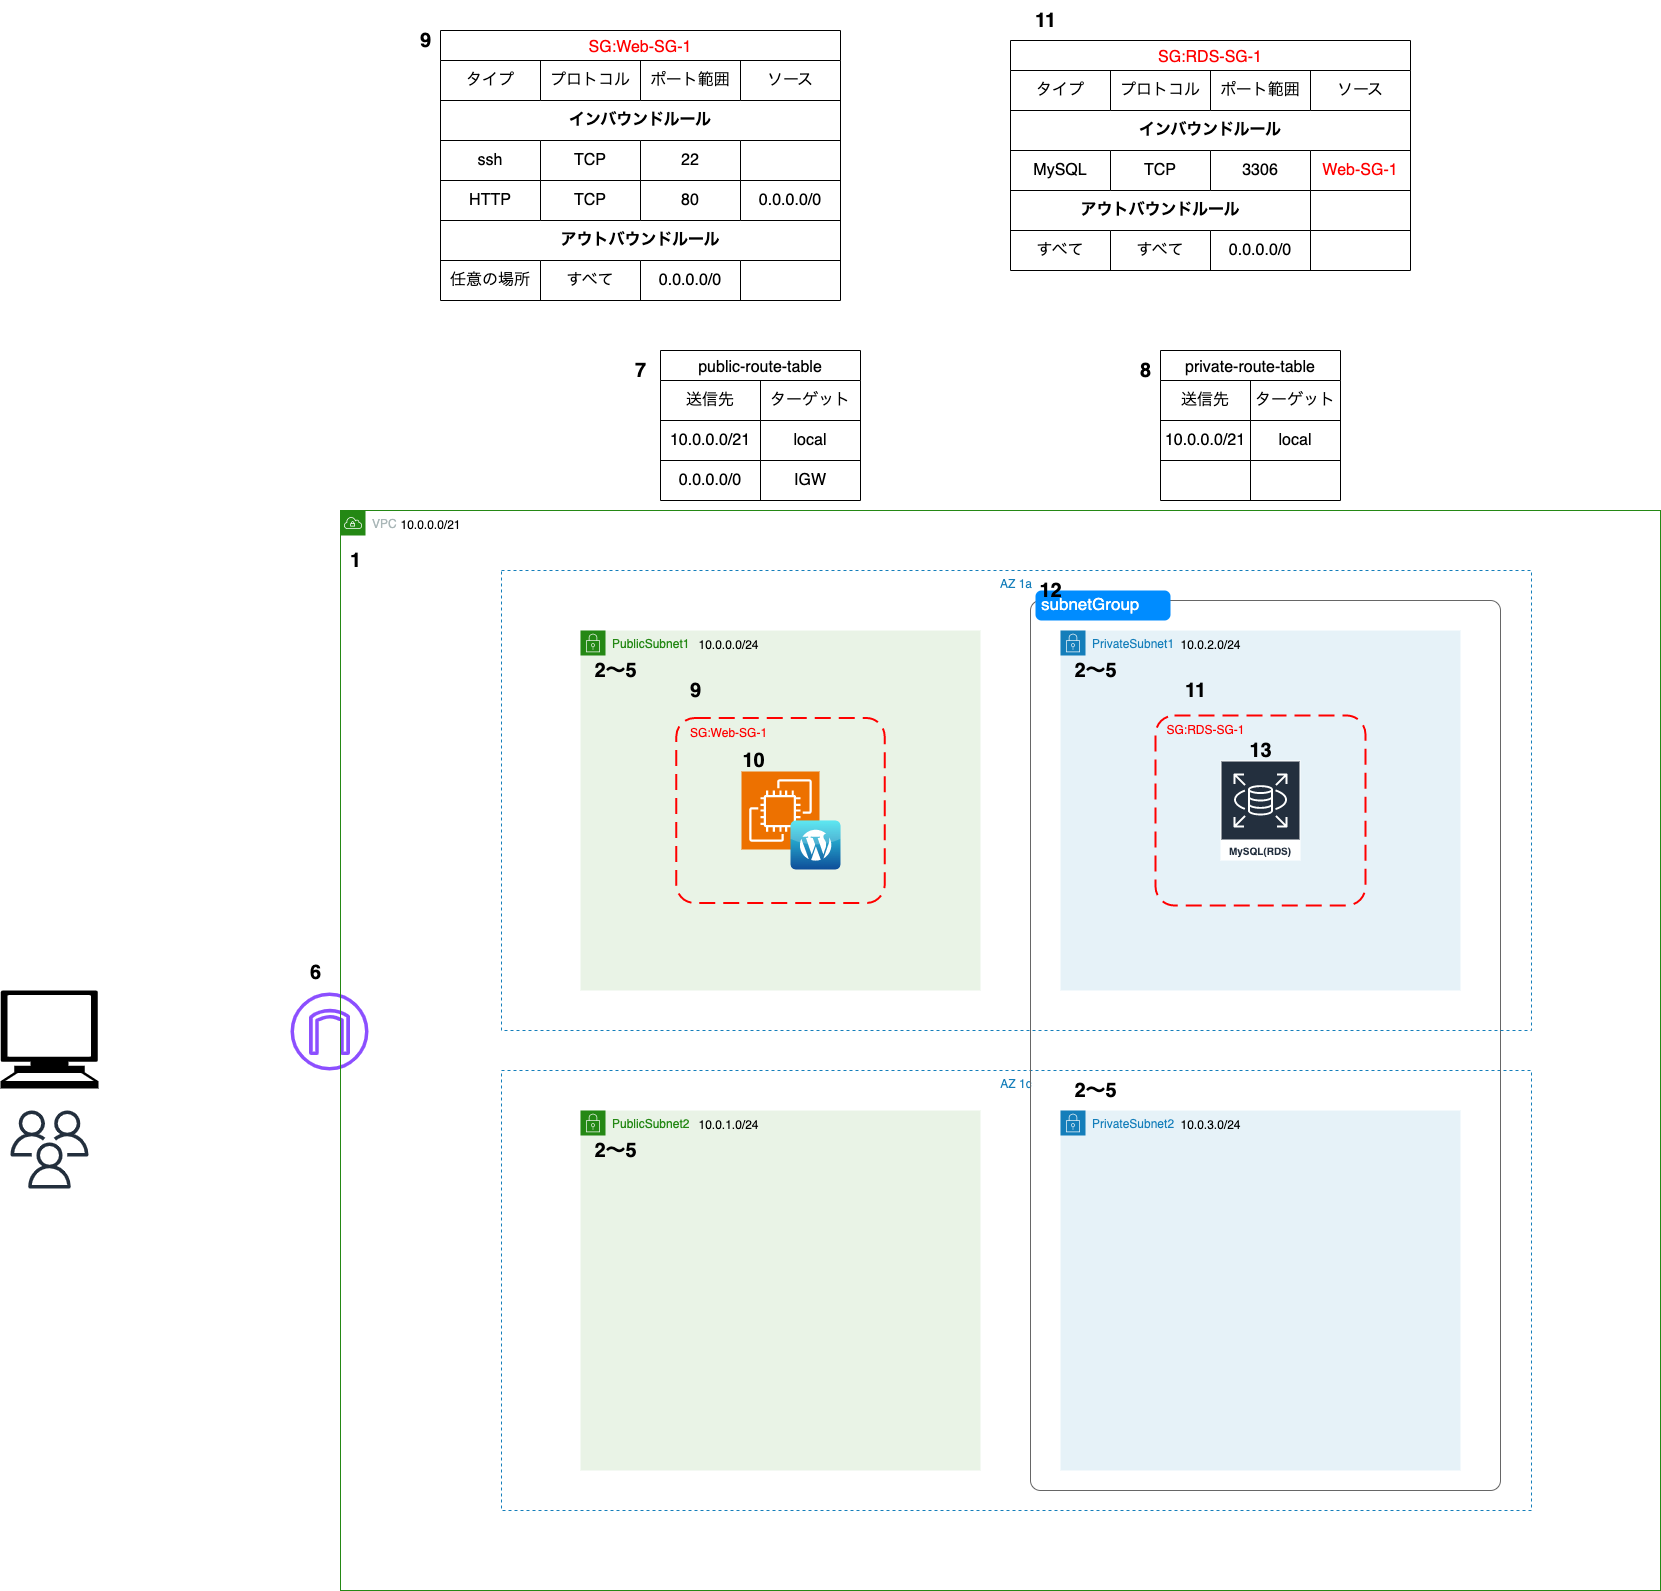 9
SG:Web-SG-1
タイプ プロトコル ポート範囲 ソース
インバウンドルール
ssh TCP 22
HTTP TCP 80 0.0.0.0/0
アウトバウンドルール
任意の場所 すべて 0.0.0.0/0
11
SG:RDS-SG-1
タイプ プロトコル ポート範囲 ソース
インバウンドルール
MySQL TCP 3306 Web-SG-1
アウトバウンドルール
すべて すべて 0.0.0.0/0
7
public-route-table
送信先 ターゲット
10.0.0.0/21 local
0.0.0.0/0 IGW
8
private-route-table
送信先 ターゲット
10.0.0.0/21 local
VPC 10.0.0.0/21
1
AZ 1a
12
subnetGroup
PublicSubnet1 10.0.0.0/24
2〜5
9
SG:Web-SG-1
10
PrivateSubnet1 10.0.2.0/24
2〜5
11
SG:RDS-SG-1
13
MySQL(RDS)
6
AZ 1c
PublicSubnet2 10.0.1.0/24
2〜5
2〜5
PrivateSubnet2 10.0.3.0/24